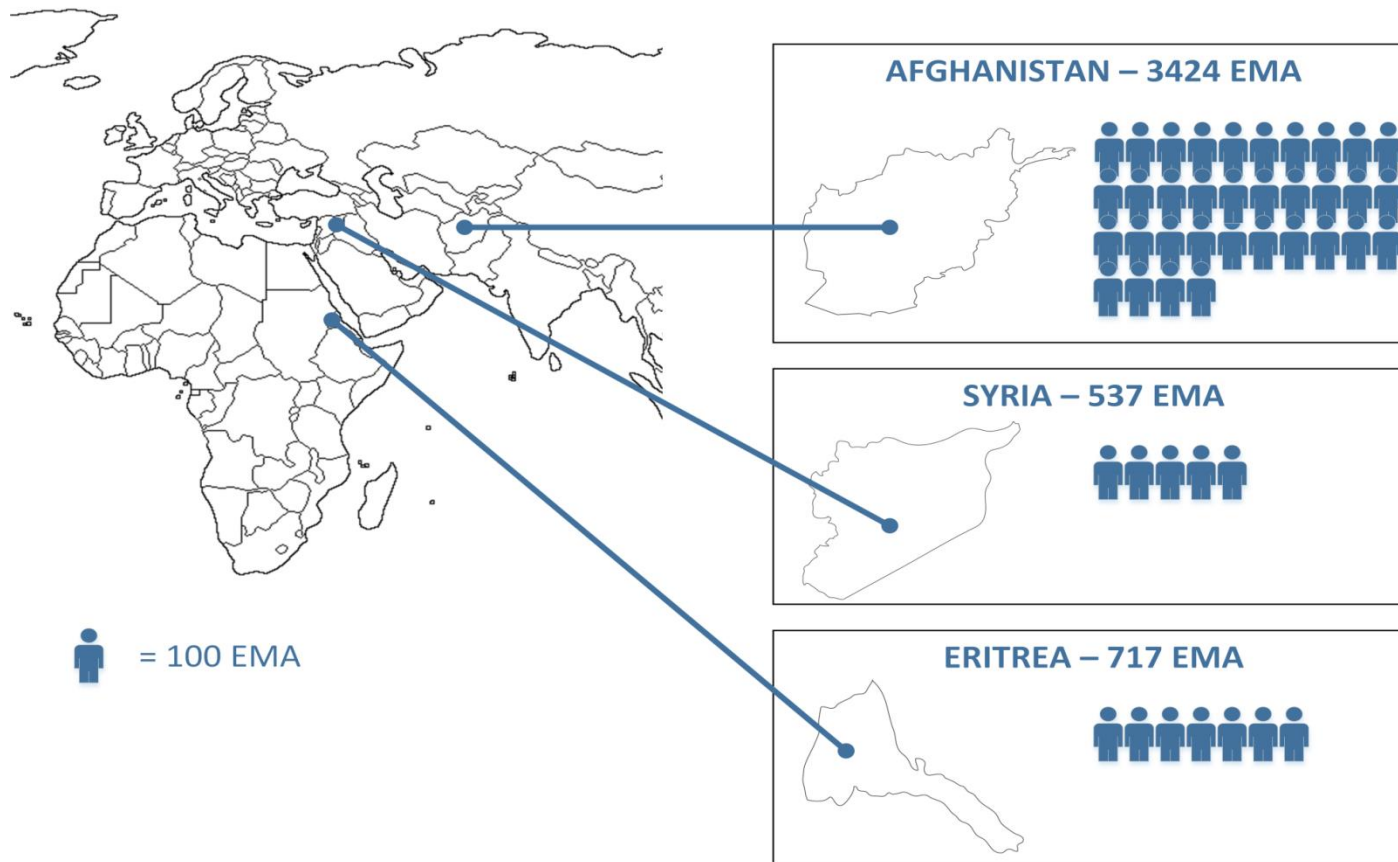 AFGHANISTAN – 3424 EMA
SYRIA – 537 EMA
= 100 EMA
ERITREA – 717 EMA